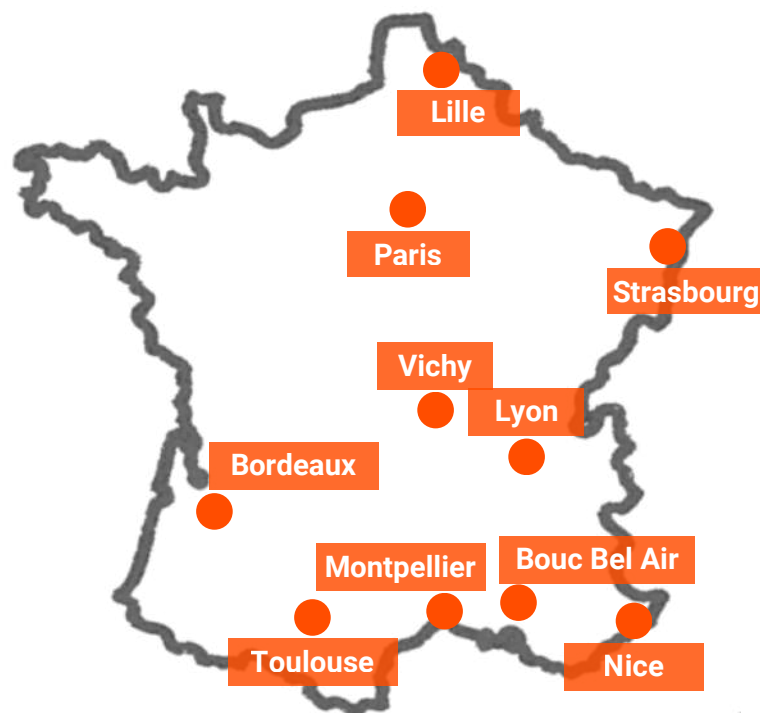 Lille
Paris
Strasbourg
Vichy
Lyon
Bordeaux
Bouc Bel Air
Montpellier
Toulouse
Nice